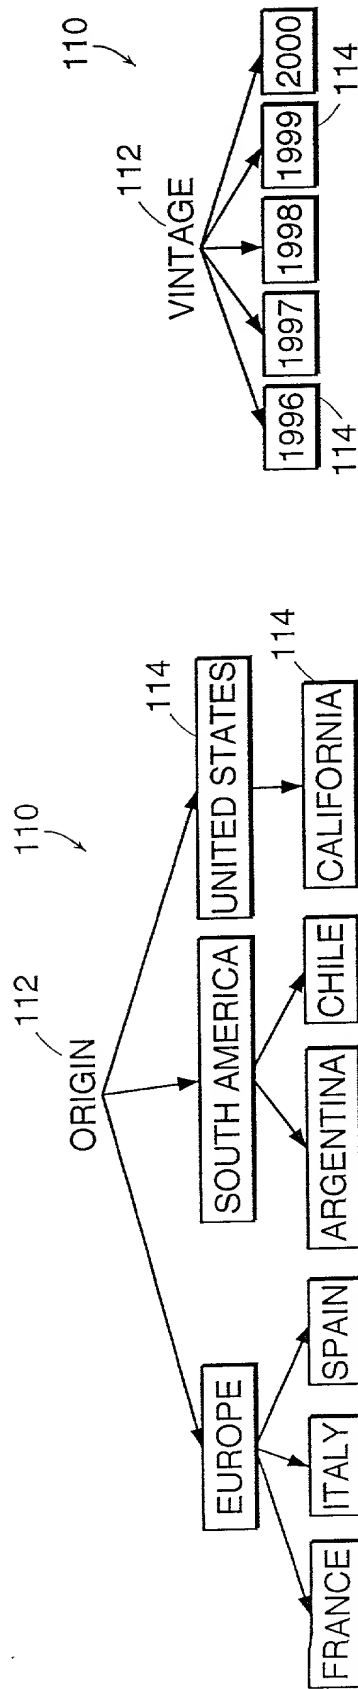 110
112
ORIGIN
114
EUROPE
SOUTH AMERICA
UNITED STATES
114
FRANCE
ITALY
SPAIN
ARGENTINA
CHILE
CALIFORNIA
110
112
VINTAGE
1996
1997
1998
1999
2000
114
114